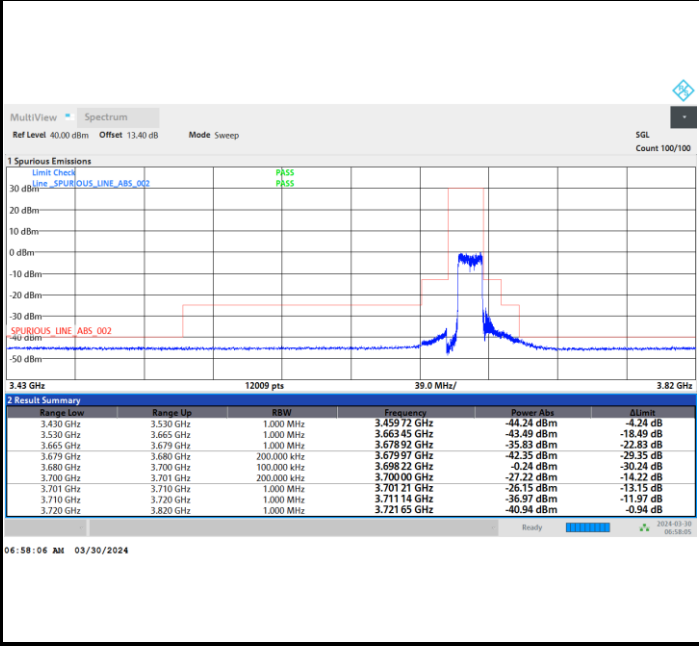 MultiView Spectrum
Ref Level 40.00 dBm Offset 13.40 dB Mode Sweep SGL
Count 100/100
1 Spurious Emissions
Limit Check PASS
Line _SPURIOUS_LINE_ABS_002 PASS
30 dBm
20 dBm
10 dBm
0 dBm
-10 dBm
-20 dBm
-30 dBm
_SPURIOUS_LINE_ABS_002
-40 dBm
-50 dBm
3.43 GHz 12009 pts 39.0 MHz/ 3.82 GHz
2 Result Summary
Range Low Range Up RBW Frequency Power Abs ΔLimit
3.430 GHz 3.530 GHz 1.000 MHz 3.459 72 GHz -44.24 dBm -4.24 dB
3.530 GHz 3.665 GHz 1.000 MHz 3.663 45 GHz -43.49 dBm -18.49 dB
3.665 GHz 3.679 GHz 1.000 MHz 3.678 92 GHz -35.83 dBm -22.83 dB
3.679 GHz 3.680 GHz 200.000 kHz 3.679 97 GHz -42.35 dBm -29.35 dB
3.680 GHz 3.700 GHz 100.000 kHz 3.698 22 GHz -0.24 dBm -30.24 dB
3.700 GHz 3.701 GHz 200.000 kHz 3.700 00 GHz -27.22 dBm -14.22 dB
3.701 GHz 3.710 GHz 1.000 MHz 3.701 21 GHz -26.15 dBm -13.15 dB
3.710 GHz 3.720 GHz 1.000 MHz 3.711 14 GHz -36.97 dBm -11.97 dB
3.720 GHz 3.820 GHz 1.000 MHz 3.721 65 GHz -40.94 dBm -0.94 dB
Ready 2024-03-30
06:58:05
06:58:06 AM 03/30/2024